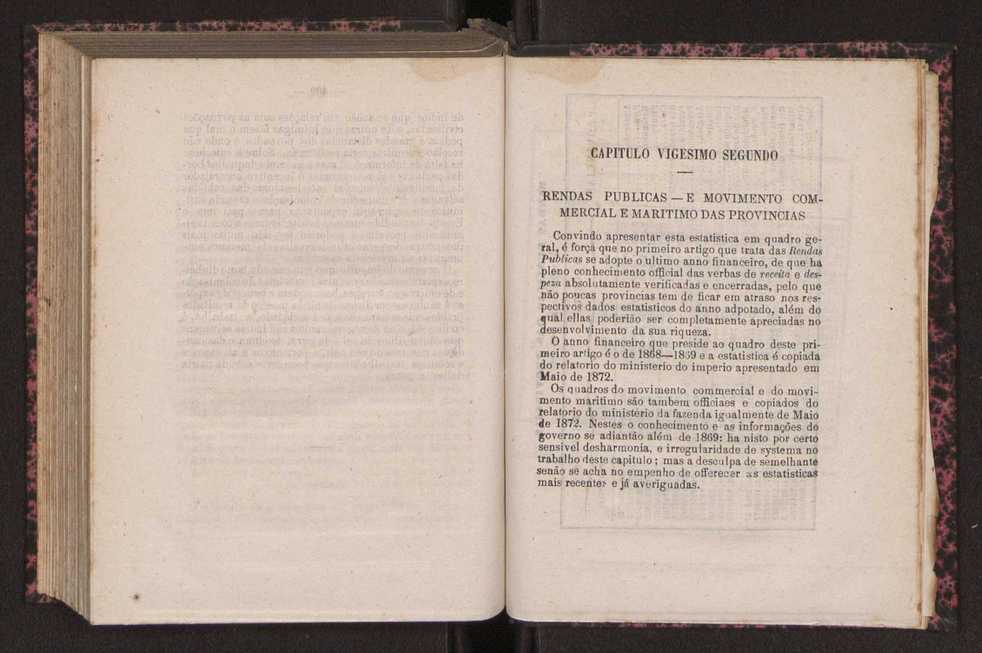 CAPITULO VIGESIMO SEGUNDO
RENDAS PUBLICAS — E MOVIMENTO COM-
MERCIAL E MARITIMO DAS PROVINCIAS
Convindo apresentar esta estatistica em quadro ge-
ral, é força que no primeiro artigo que trata das Rendas
Publicas se adopte o ultimo anno financeiro, de que ha
pleno conhecimento official das verbas de receita e des-
peza absolutamente verificadas e encerradas, pelo que
não poucas provincias tem de ficar em atraso nos res-
pectivos dados estatisticos do anno adpotado, além do
qual ellas poderião ser completamente apreciadas no
desenvolvimento da sua riqueza.
O anno financeiro que preside ao quadro deste pri-
meiro artigo é o de 1868—1869 e a estatistica é copiada
do relatorio do ministerio do imperio apresentado em
Maio de 1872.
Os quadros do movimento commercial e do movi-
mento maritimo são tambem officiaes e copiados do
relatorio do ministério da fazenda igualmente de Maio
de 1872. Nestes o conhecimento e as informações do
governo se adiantão além de 1869: ha nisto por certo
sensivel desharmonia, e irregularidade de systema no
trabalho deste capitulo; mas a desculpa de semelhante
senão se acha no empenho de offerecer as estatisticas
mais recentes e já averiguadas.